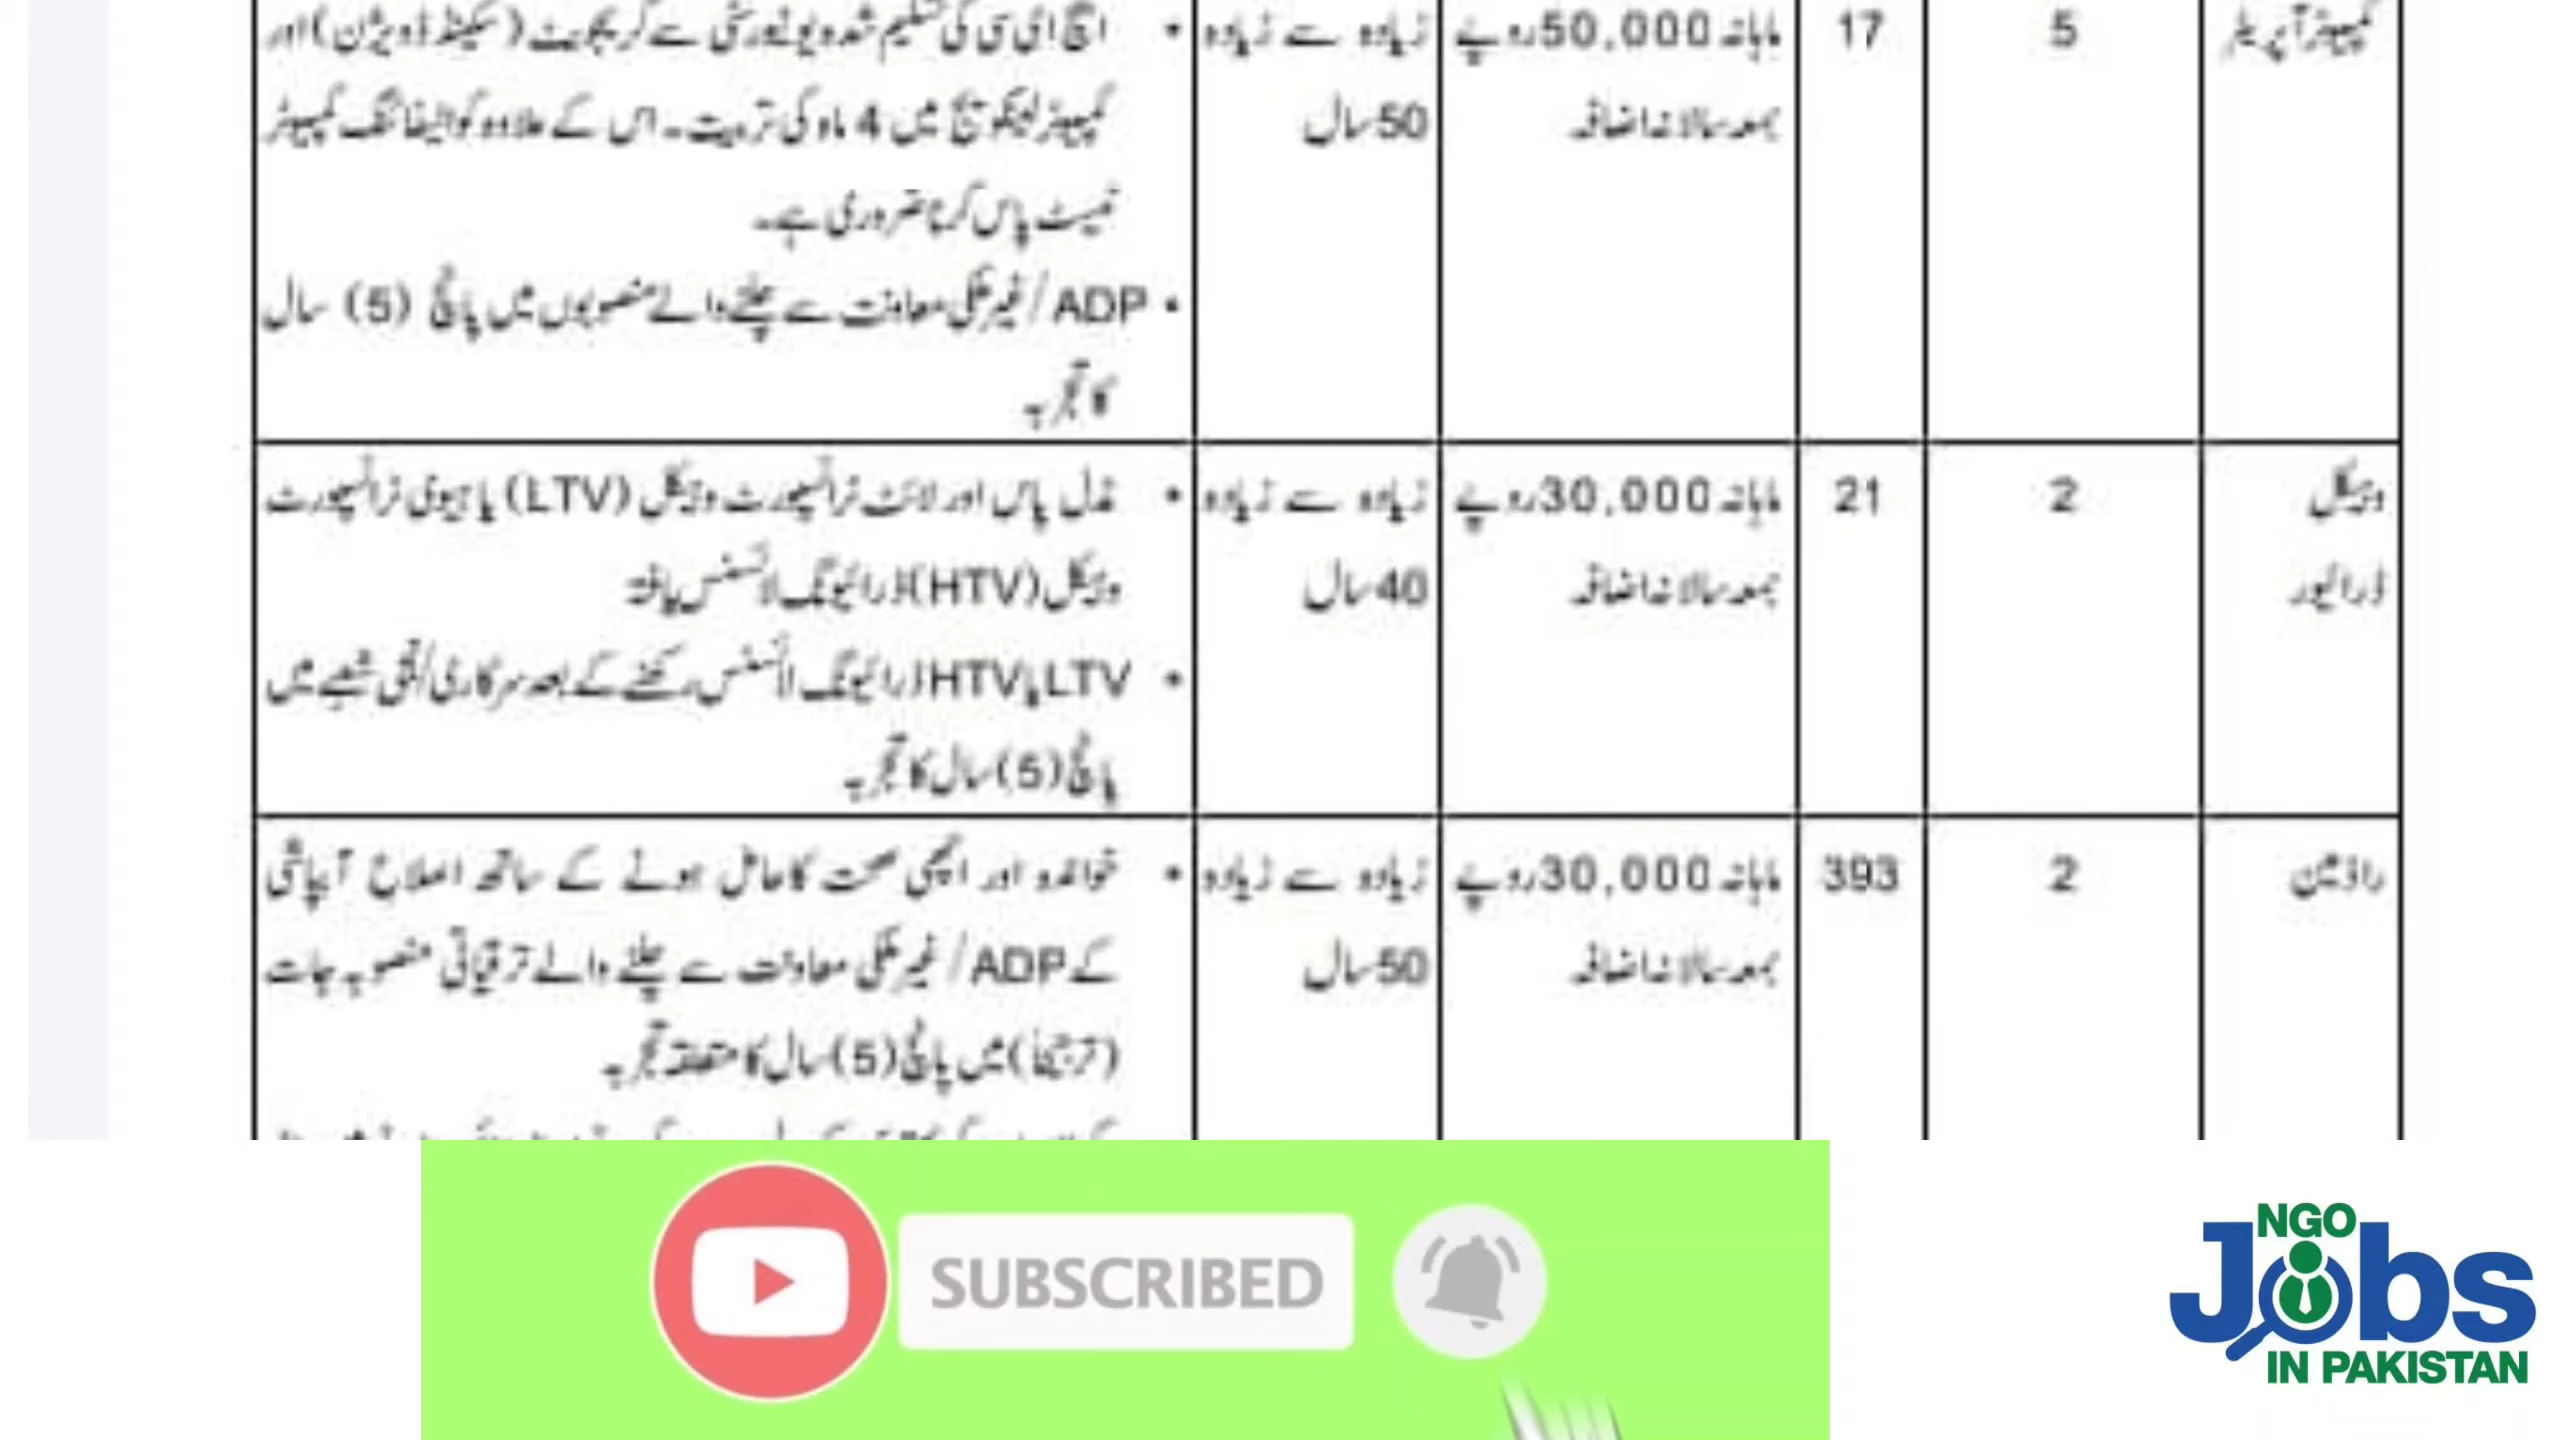 کمپیوٹر آپریٹر
5
17
ماہانہ 50,000 روپے
بمعہ سالانہ اضافہ
زیادہ سے زیادہ
50 سال
• ایچ ای سی کی تسلیم شدہ یونیورسٹی سے گریجویٹ (سیکنڈ ڈویژن) اور
کمپیوٹر لیکویج میں 4 ماہ کی تربیت۔ اس کے علاوہ کوالیفائنگ کمپیوٹر
ٹیسٹ پاس کرنا ضروری ہے۔
• ADP / غیر ملکی معاونت سے چلنے والے منصوبوں میں پانچ (5) سال
کا تجربہ
وہیکل
ڈرائیور
2
21
ماہانہ 30,000 روپے
بمعہ سالانہ اضافہ
زیادہ سے زیادہ
40 سال
• مڈل پاس اور لائٹ ٹرانسپورٹ وہیکل (LTV) یا ہیوی ٹرانسپورٹ
وہیکل (HTV) ڈرائیونگ لائسنس یافتہ
• LTV یا HTV ڈرائیونگ لائسنس رکھنے کے بعد سرکاری / نجی شعبے میں
پانچ (5) سال کا تجربہ
راڈمین
2
393
ماہانہ 30,000 روپے
بمعہ سالانہ اضافہ
زیادہ سے زیادہ
50 سال
• خواندہ اور اچھی صحت کا حامل ہونے کے ساتھ اصلاح آبپاشی
کے ADP / غیر ملکی معاونت سے چلنے والے ترقیاتی منصوبہ جات
(ترجیحاً) میں پانچ (5) سال کا متعلقہ تجربہ
SUBSCRIBED
NGO
Jobs
IN PAKISTAN